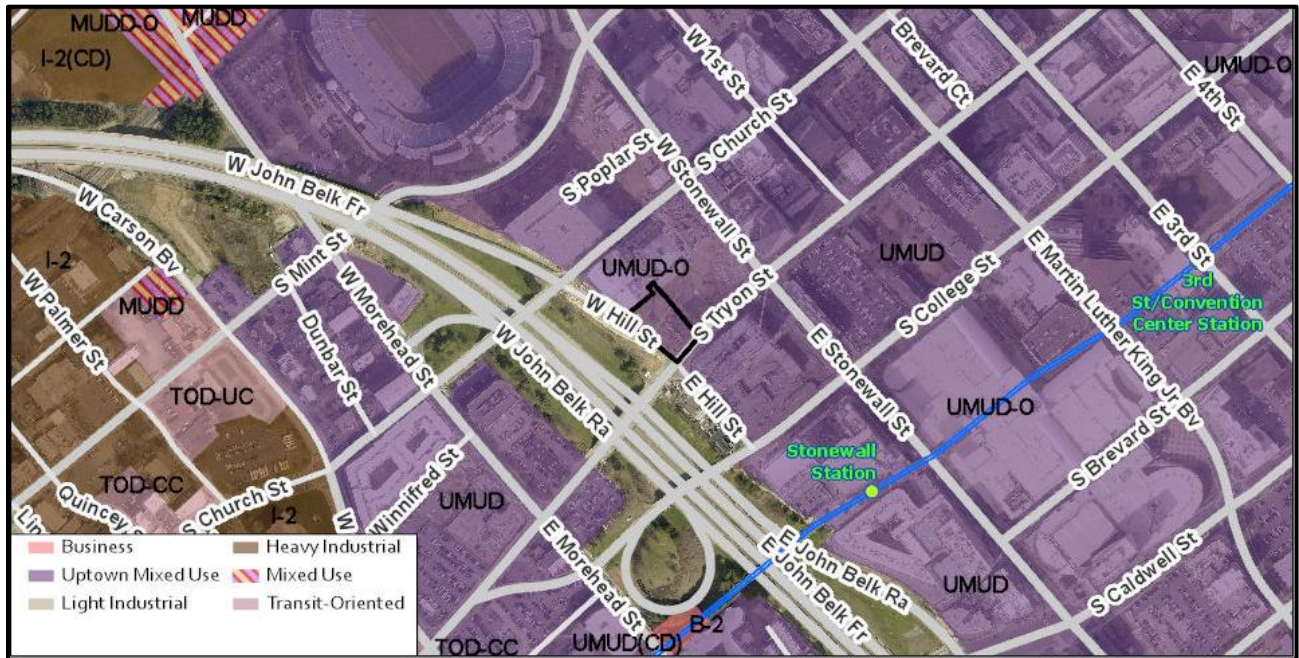 MUDD-O
MUDD
I-2(CD)
W 1st St
Brevard Ct
E 4th St
UMUD-O
S Church St
S Poplar St
W Stonewall St
W John Belk Fr
W Carson Bv
S Mint St
UMUD-O
S Tryon St
UMUD
S College St
E 3rd St
E Martin Luther King Jr Bv
3rd
St/Convention
Center Station
I-2
MUDD
W Palmer St
Dunbar St
W Morehead St
W Hill St
W John Belk Ra
E Hill St
E Stonewall St
UMUD-O
TOD-UC
S Brevard St
Stonewall
Station
TOD-CC
Quincey
S Church St
I-2
W
Winnifred St
UMUD
E Morehead St
E John Belk Ra
E John Belk Fr
UMUD
S Caldwell St
B-2
UMUD(CD)
TOD-CC
Business
Heavy Industrial
Uptown Mixed Use
Mixed Use
Light Industrial
Transit-Oriented